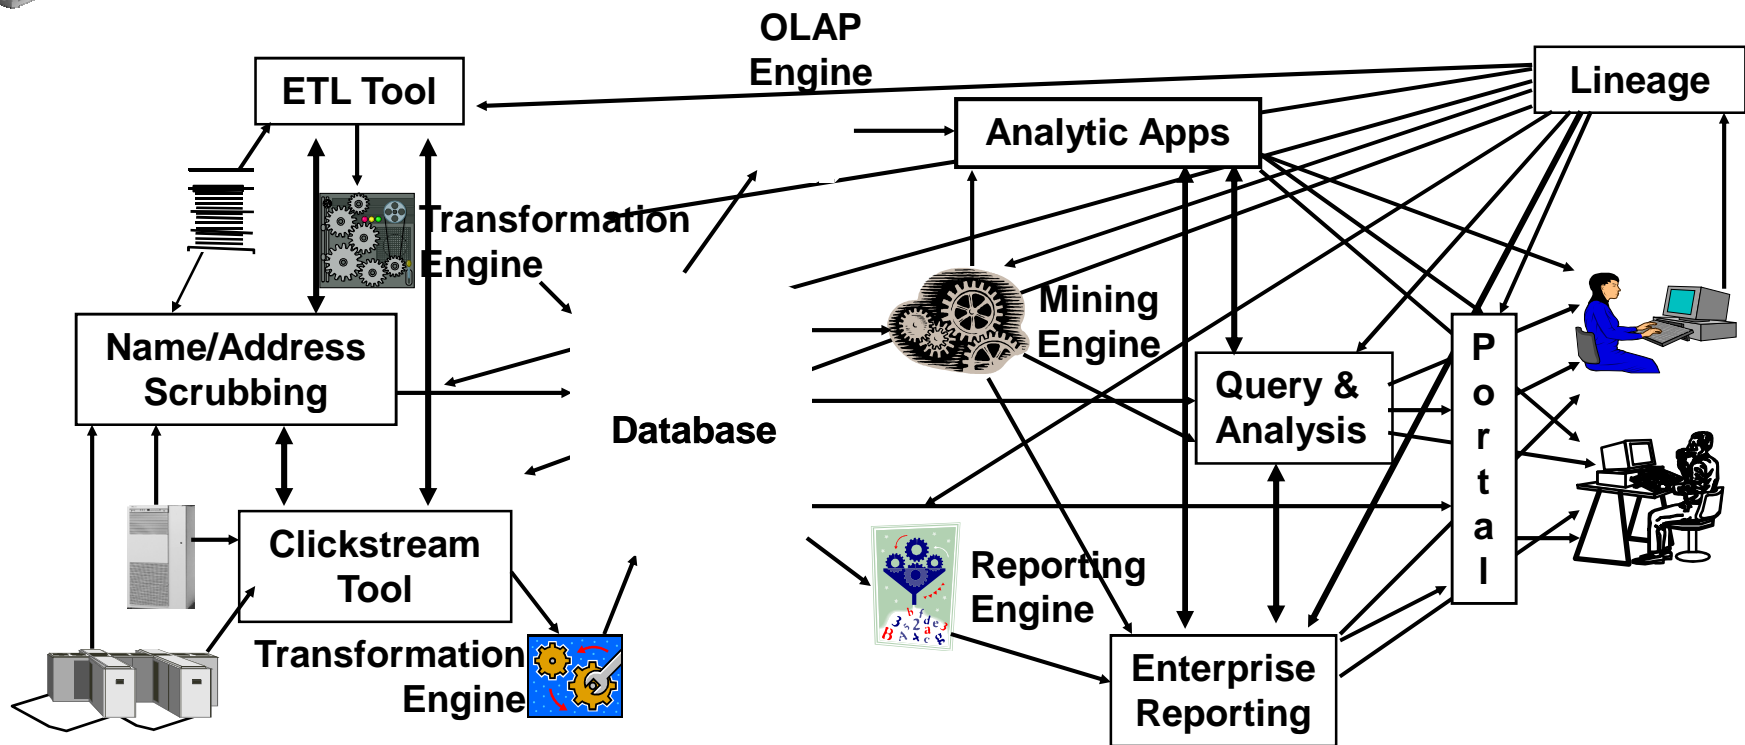 OLAP
Engine
ETL Tool
Lineage
Analytic Apps
Transformation
Engine
Mining
Engine
Name/Address
Scrubbing
Query &
Analysis
Portal
Database
Clickstream
Tool
Reporting
Engine
Transformation
Engine
Enterprise
Reporting